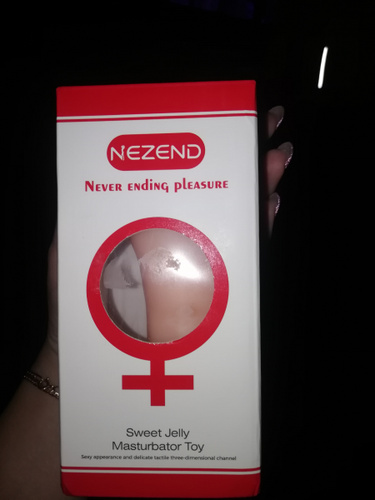 NEZEND
Never ending pleasure
Sweet Jelly
Masturbator Toy
Sexy appearance and delicate tactile three-dimensional channel